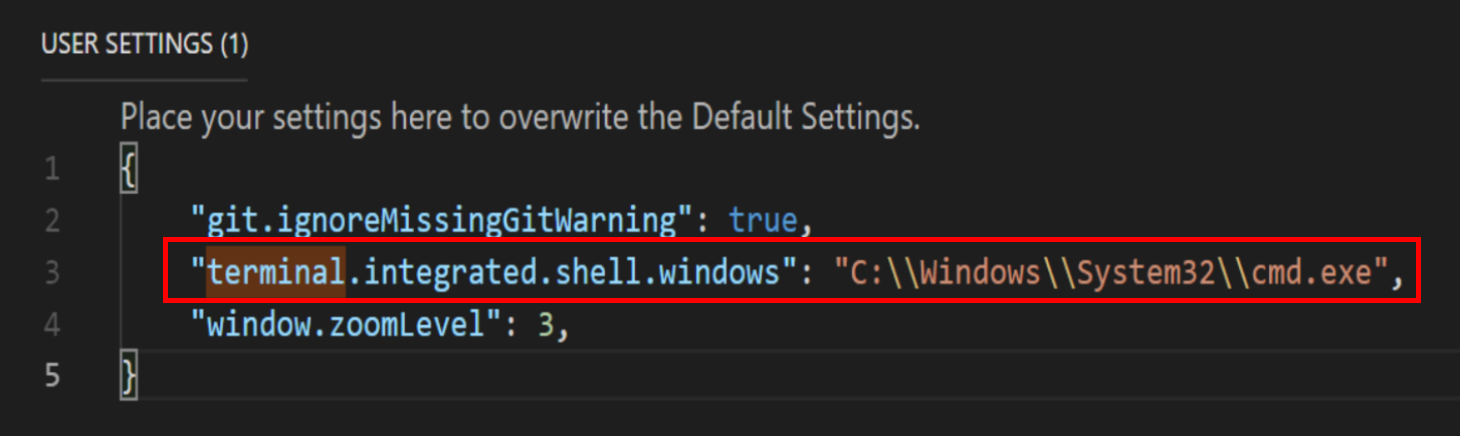 USER SETTINGS (1)
Place your settings here to overwrite the Default Settings.
1 {
2 "git.ignoreMissingGitWarning": true,
3 "terminal.integrated.shell.windows": "C:\\Windows\\System32\\cmd.exe",
4 "window.zoomLevel": 3,
5 }